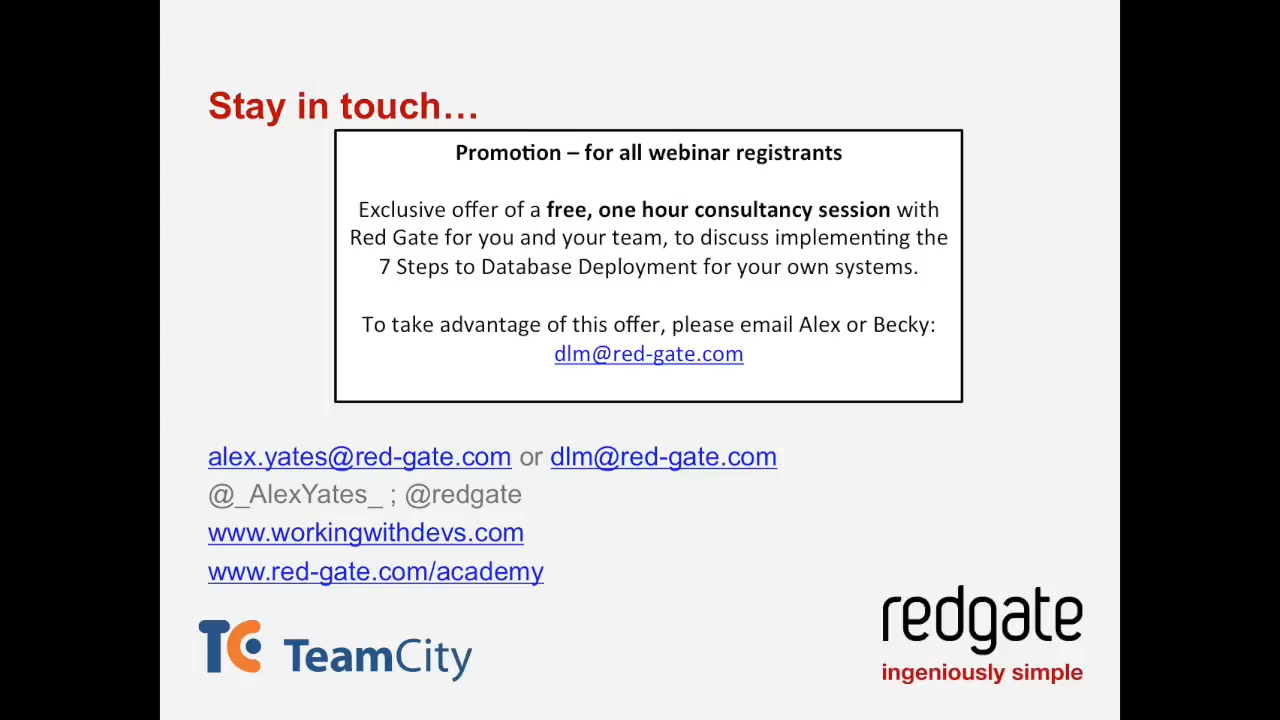 Stay in touch…
Promotion – for all webinar registrants
Exclusive offer of a free, one hour consultancy session with
Red Gate for you and your team, to discuss implementing the
7 Steps to Database Deployment for your own systems.
To take advantage of this offer, please email Alex or Becky:
dlm@red-gate.com
alex.yates@red-gate.com or dlm@red-gate.com
@_AlexYates_ ; @redgate
www.workingwithdevs.com
www.red-gate.com/academy
TC TeamCity
redgate
ingeniously simple